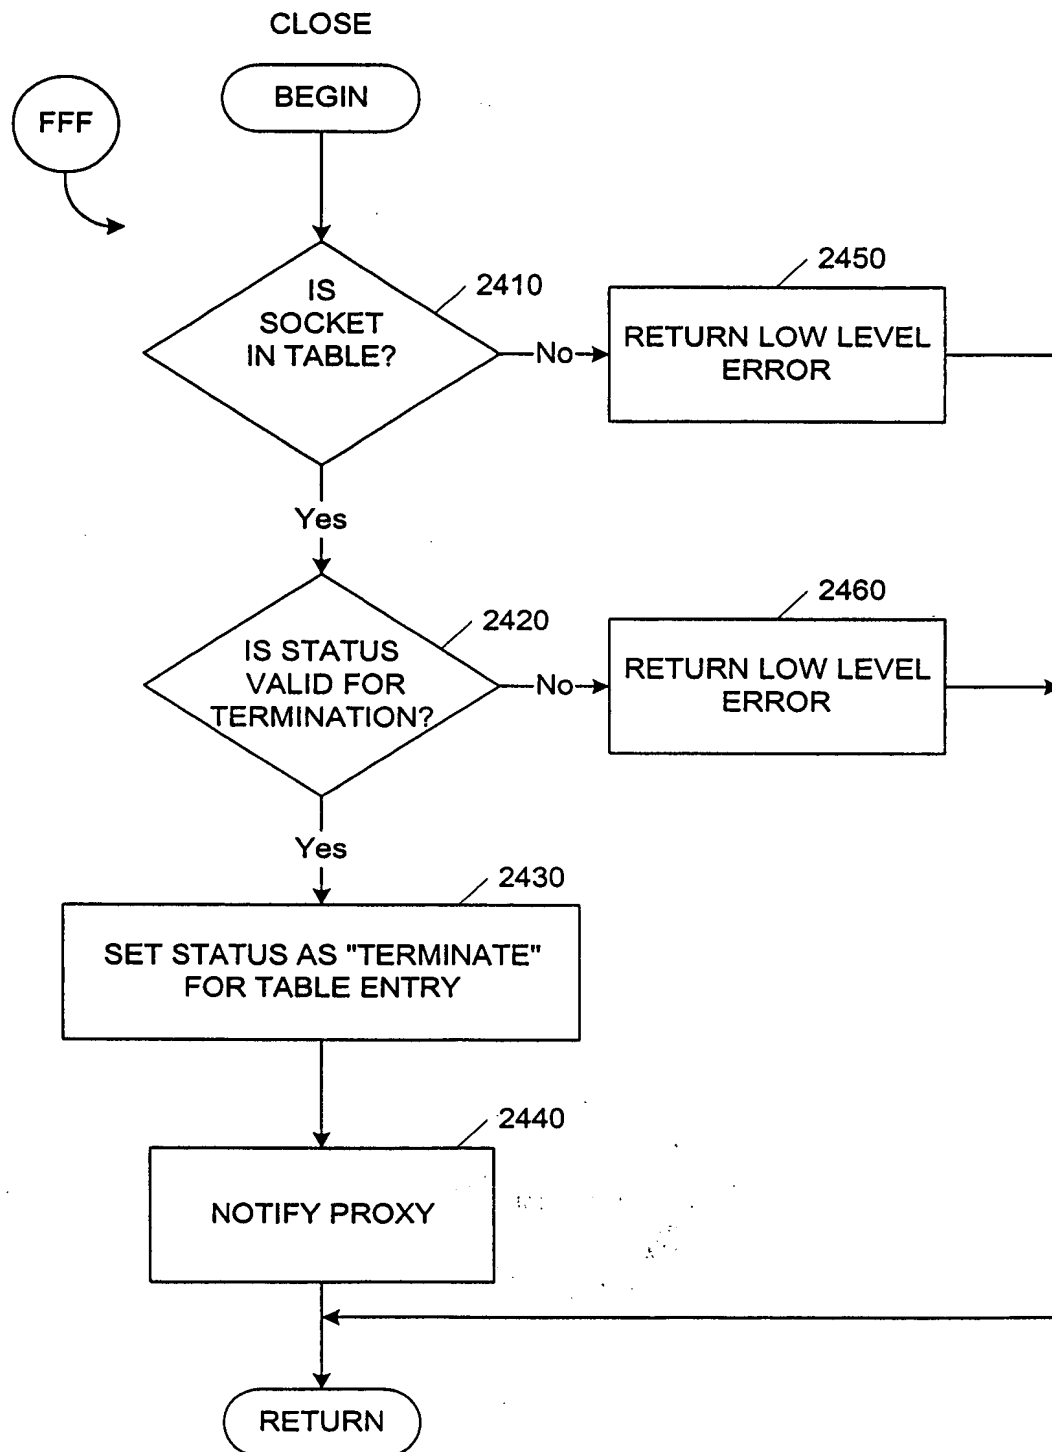 CLOSE
BEGIN
FFF
IS
SOCKET
IN TABLE?
2410
No
2450
RETURN LOW LEVEL
ERROR
Yes
IS STATUS
VALID FOR
TERMINATION?
2420
No
2460
RETURN LOW LEVEL
ERROR
Yes
2430
SET STATUS AS "TERMINATE"
FOR TABLE ENTRY
2440
NOTIFY PROXY
RETURN